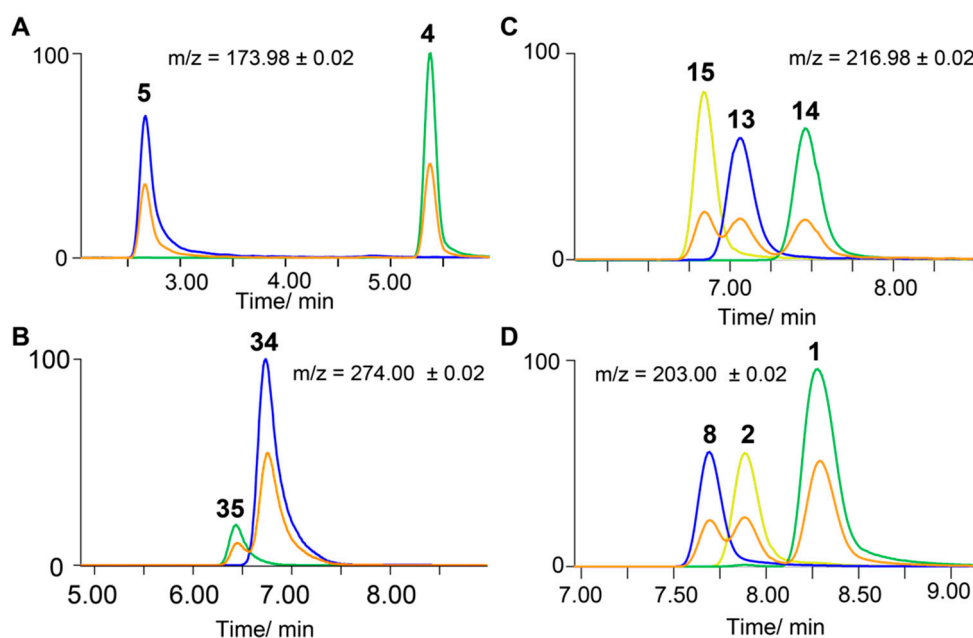 A
4
100
m/z = 173.98 ± 0.02
5
0
3.00 4.00 5.00
Time/ min
C
100
15
m/z = 216.98 ± 0.02
13
14
0
7.00 8.00
Time/ min
B
34
100
m/z = 274.00 ± 0.02
35
0
5.00 6.00 7.00 8.00
Time/ min
D
1
100
m/z = 203.00 ± 0.02
8 2
0
7.00 7.50 8.00 8.50 9.00
Time/ min